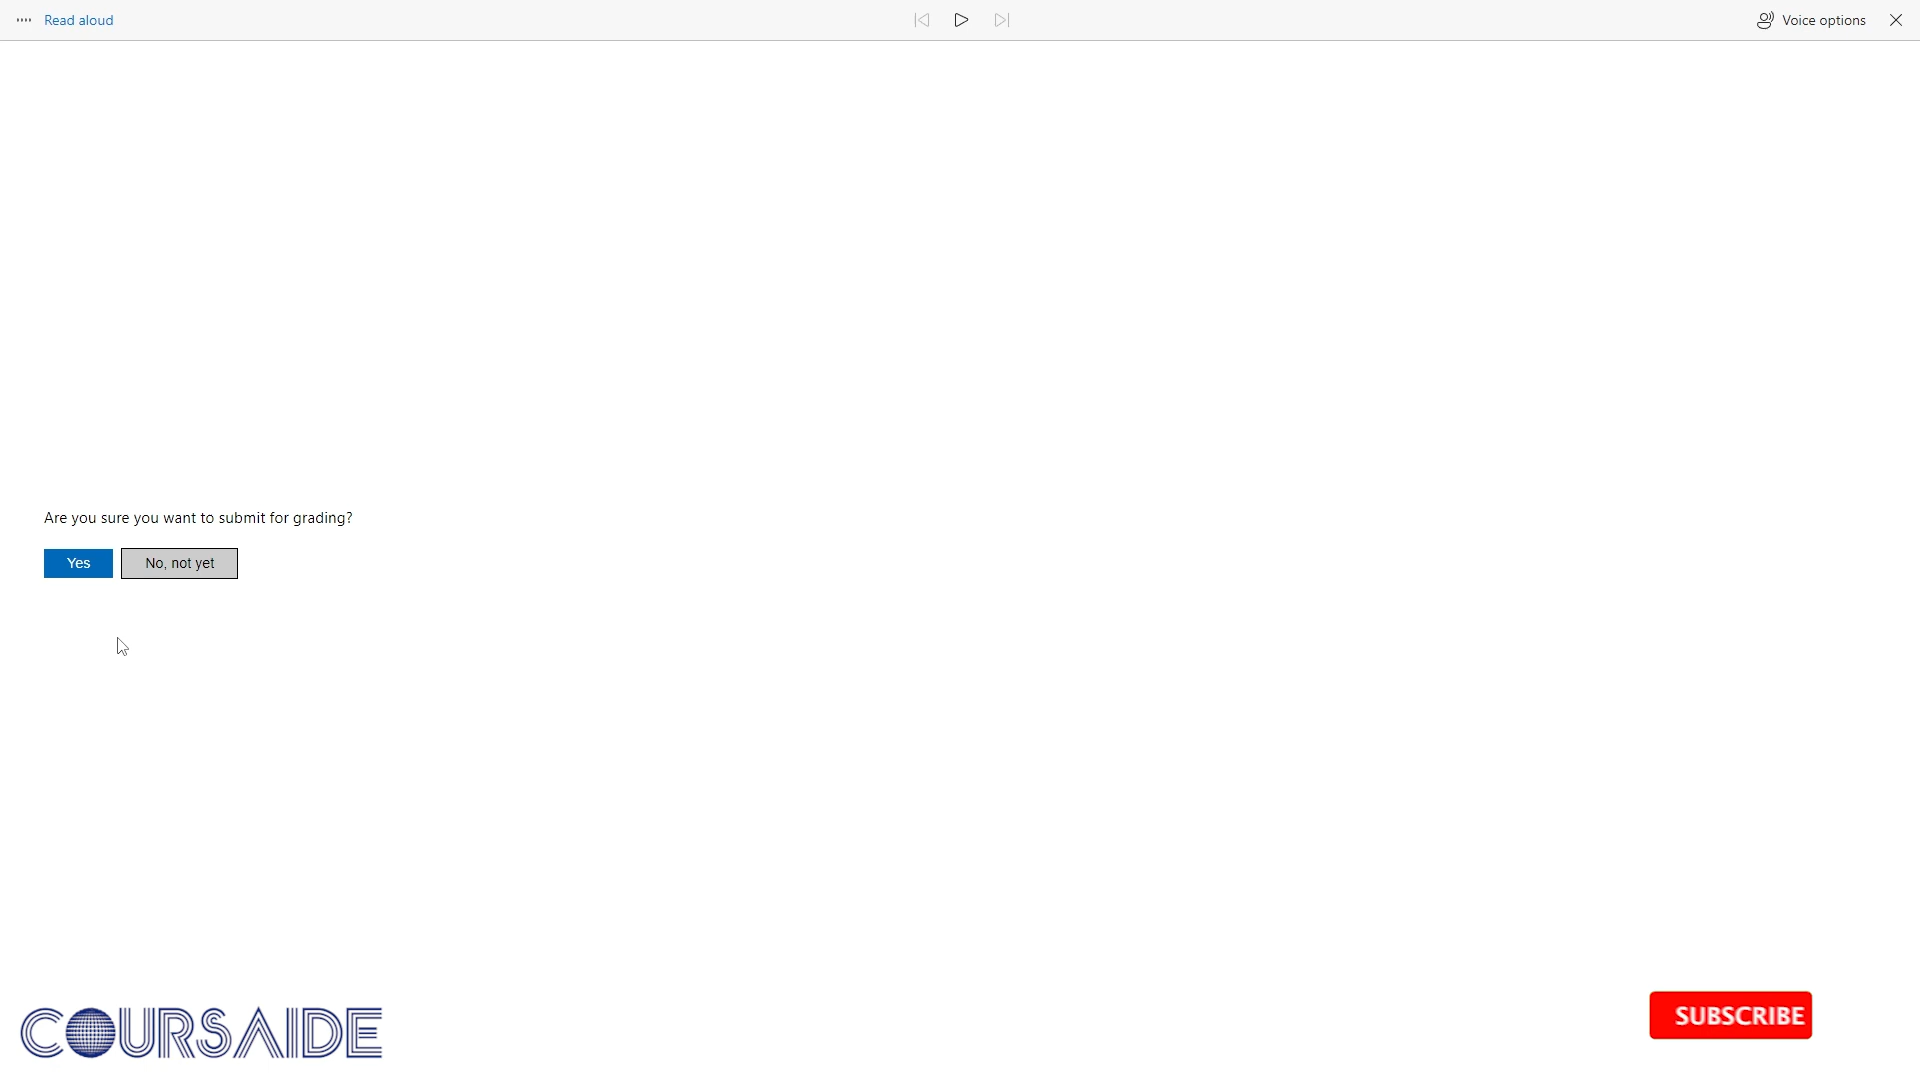 Read aloud
Voice options
Are you sure you want to submit for grading?
Yes
No, not yet
COURSAIDE
SUBSCRIBE